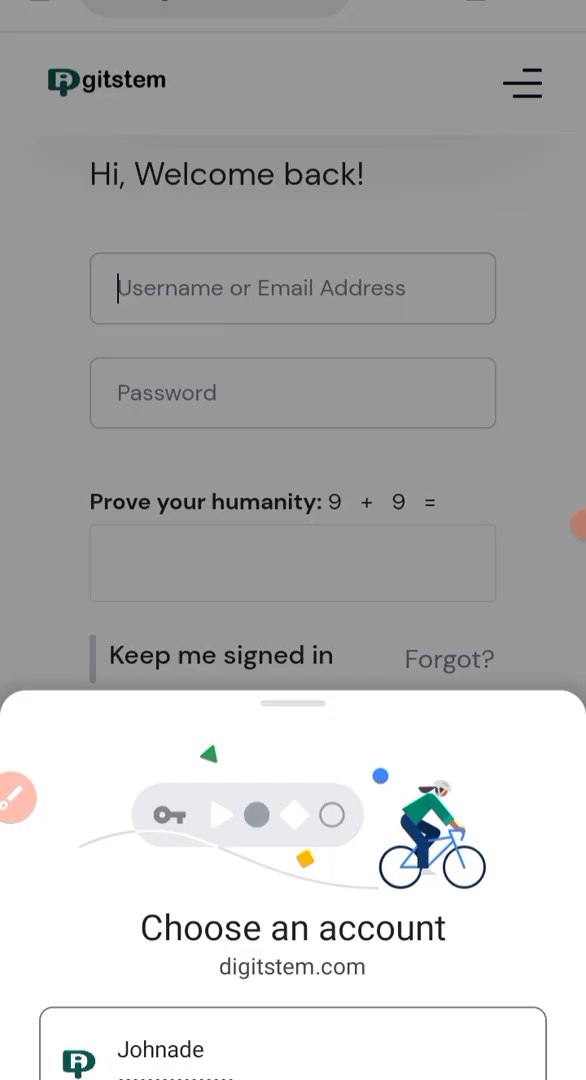 gitstem
Hi, Welcome back!
Username or Email Address
Password
Prove your humanity: 9 + 9 =
Keep me signed in
Forgot?
Choose an account
digitstem.com
Johnade